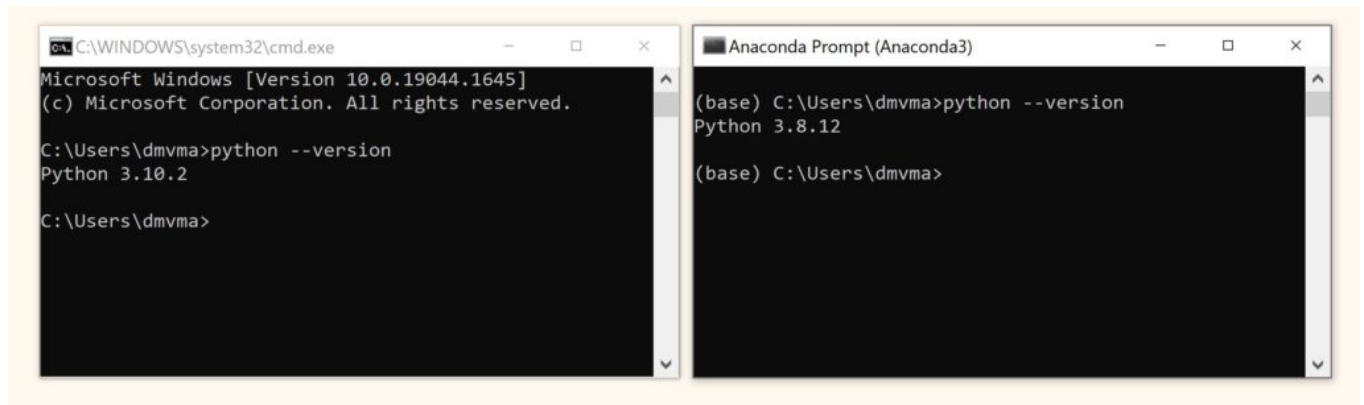 C:\WINDOWS\system32\cmd.exe
Microsoft Windows [Version 10.0.19044.1645]
(c) Microsoft Corporation. All rights reserved.
C:\Users\dmvma>python --version
Python 3.10.2
C:\Users\dmvma>
Anaconda Prompt (Anaconda3)
(base) C:\Users\dmvma>python --version
Python 3.8.12
(base) C:\Users\dmvma>